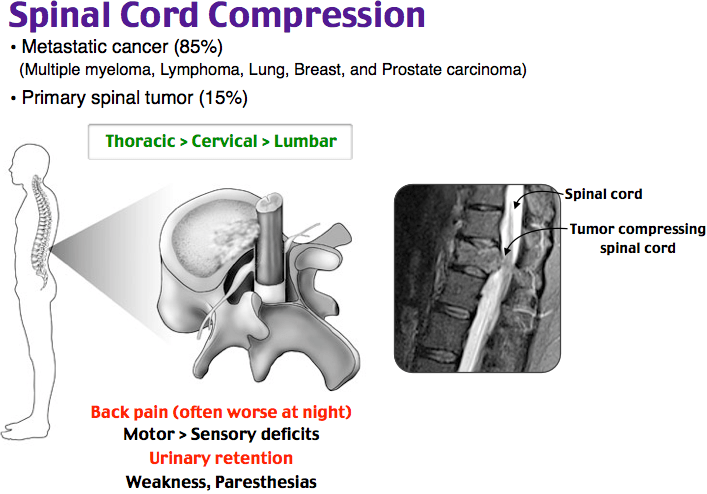 Spinal Cord Compression
• Metastatic cancer (85%)
(Multiple myeloma, Lymphoma, Lung, Breast, and Prostate carcinoma)
• Primary spinal tumor (15%)
Thoracic > Cervical > Lumbar
Spinal cord
Tumor compressing
spinal cord
Back pain (often worse at night)
Motor > Sensory deficits
Urinary retention
Weakness, Paresthesias